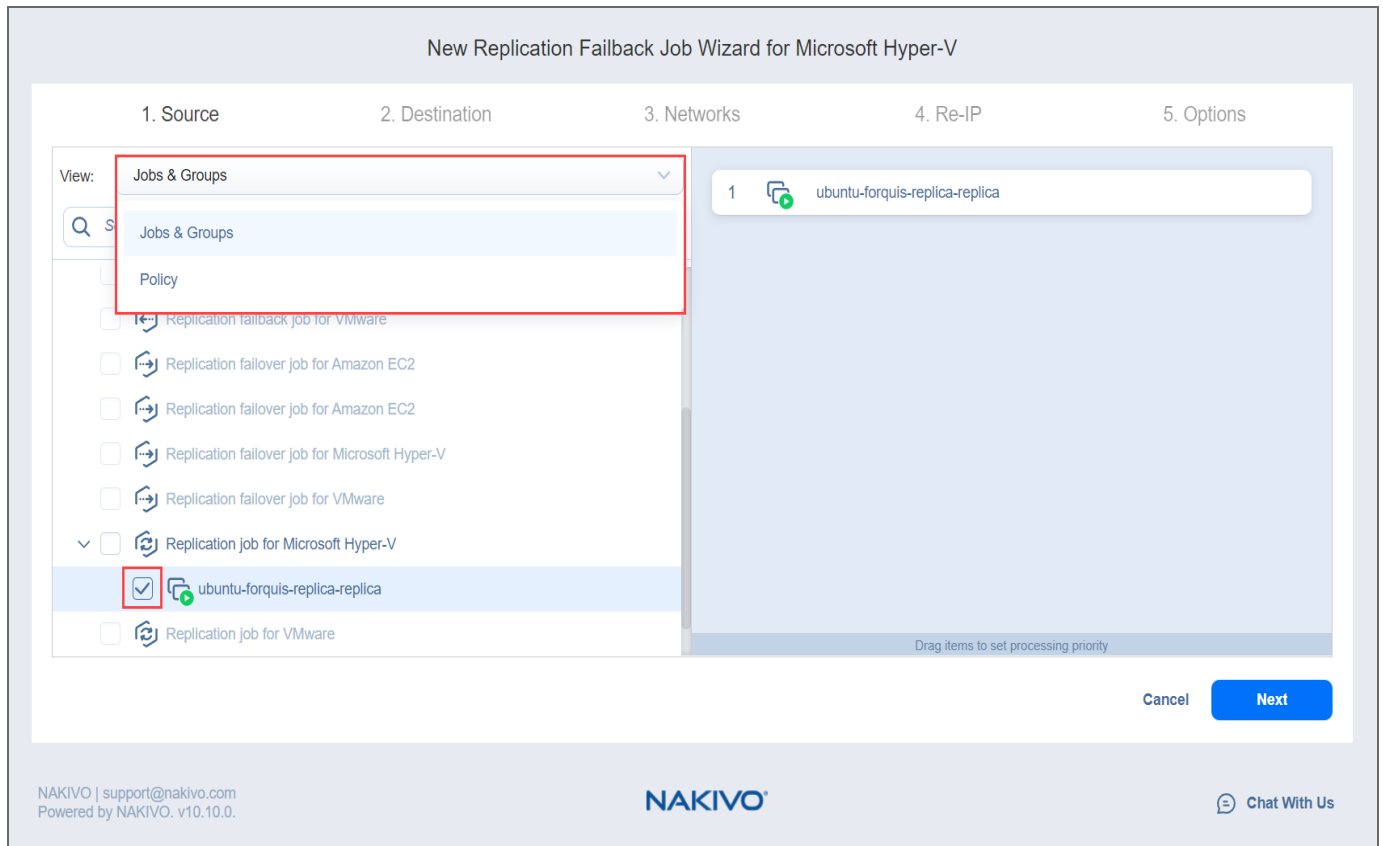 New Replication Failback Job Wizard for Microsoft Hyper-V
1. Source
2. Destination
3. Networks
4. Re-IP
5. Options
View:
Jobs & Groups
Jobs & Groups
Policy
Replication failback job for VMware
Replication failover job for Amazon EC2
Replication failover job for Amazon EC2
Replication failover job for Microsoft Hyper-V
Replication failover job for VMware
Replication job for Microsoft Hyper-V
ubuntu-forquis-replica-replica
Replication job for VMware
1 ubuntu-forquis-replica-replica
Drag items to set processing priority
Cancel
Next
NAKIVO | support@nakivo.com
Powered by NAKIVO. v10.10.0.
NAKIVO®
Chat With Us